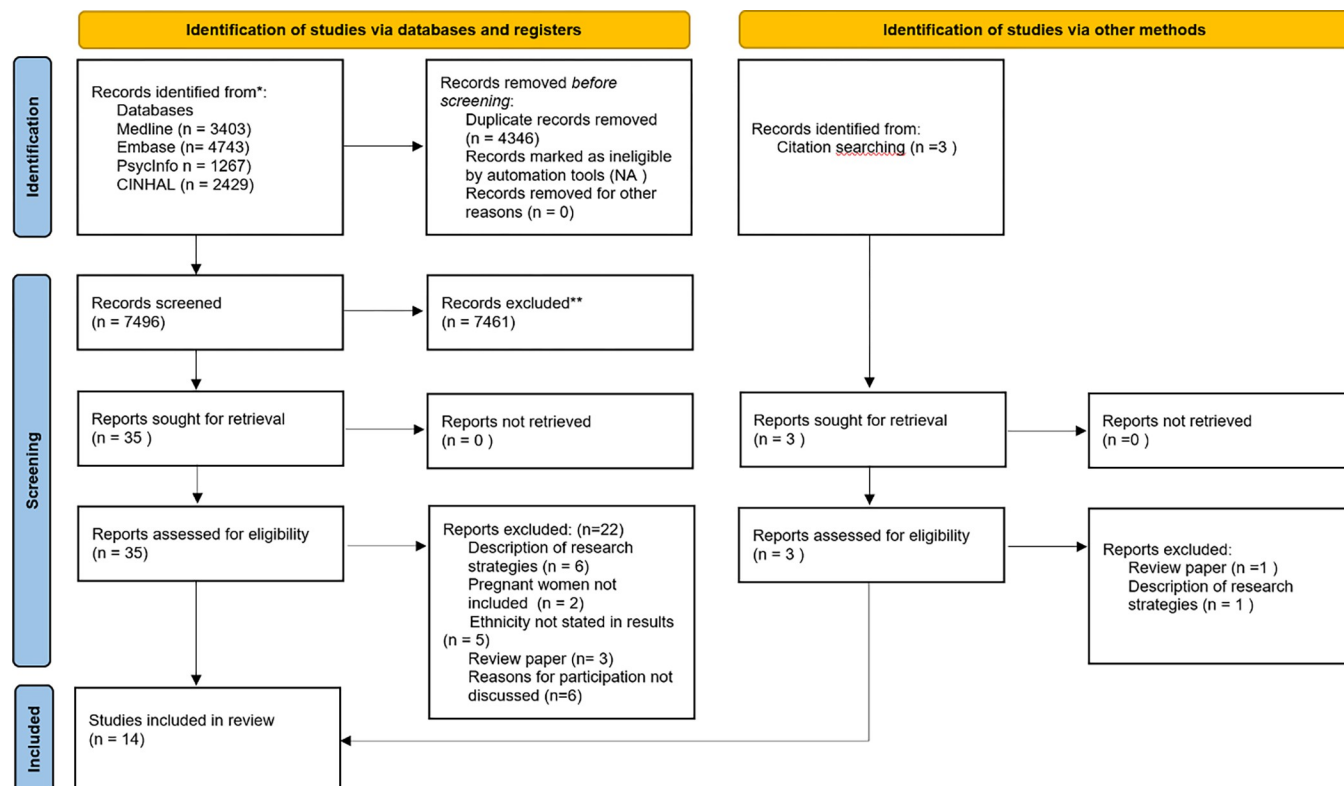 Identification of studies via databases and registers
Identification of studies via other methods
Identification
Records identified from*:
Databases
Medline (n = 3403)
Embase (n= 4743)
PsycInfo n = 1267)
CINHAL (n = 2429)
Records removed before
screening:
Duplicate records removed
(n = 4346)
Records marked as ineligible
by automation tools (NA )
Records removed for other
reasons (n = 0)
Records identified from:
Citation searching (n =3 )
Screening
Records screened
(n = 7496)
Records excluded**
(n = 7461)
Reports sought for retrieval
(n = 35 )
Reports not retrieved
(n = 0 )
Reports sought for retrieval
(n = 3 )
Reports not retrieved
(n =0 )
Reports assessed for eligibility
(n = 35)
Reports excluded: (n=22)
Description of research
strategies (n = 6)
Pregnant women not
included  (n = 2)
Ethnicity not stated in results
(n = 5)
Review paper (n= 3)
Reasons for participation not
discussed (n=6)
Reports assessed for eligibility
(n = 3 )
Reports excluded:
Review paper (n =1 )
Description of research
strategies (n = 1 )
Included
Studies included in review
(n = 14)